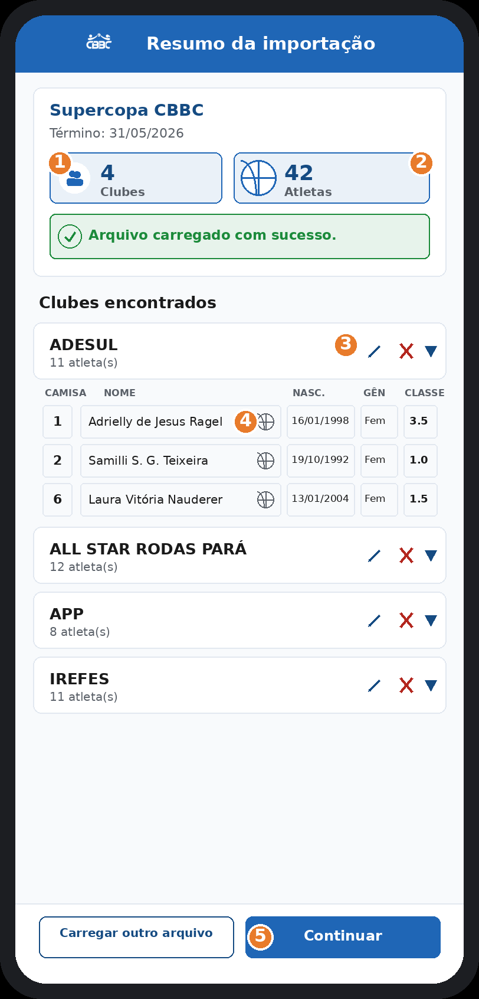 CBBC
Resumo da importação
Supercopa CBBC
Término: 31/05/2026
1
4
Clubes
2
42
Atletas
Arquivo carregado com sucesso.
Clubes encontrados
ADESUL
11 atleta(s)
3
CAMISA NOME NASC. GÊN CLASSE
1 Adrielly de Jesus Ragel 4 16/01/1998 Fem 3.5
2 Samilli S. G. Teixeira 19/10/1992 Fem 1.0
6 Laura Vitória Nauderer 13/01/2004 Fem 1.5
ALL STAR RODAS PARÁ
12 atleta(s)
APP
8 atleta(s)
IREFES
11 atleta(s)
Carregar outro arquivo
5 Continuar